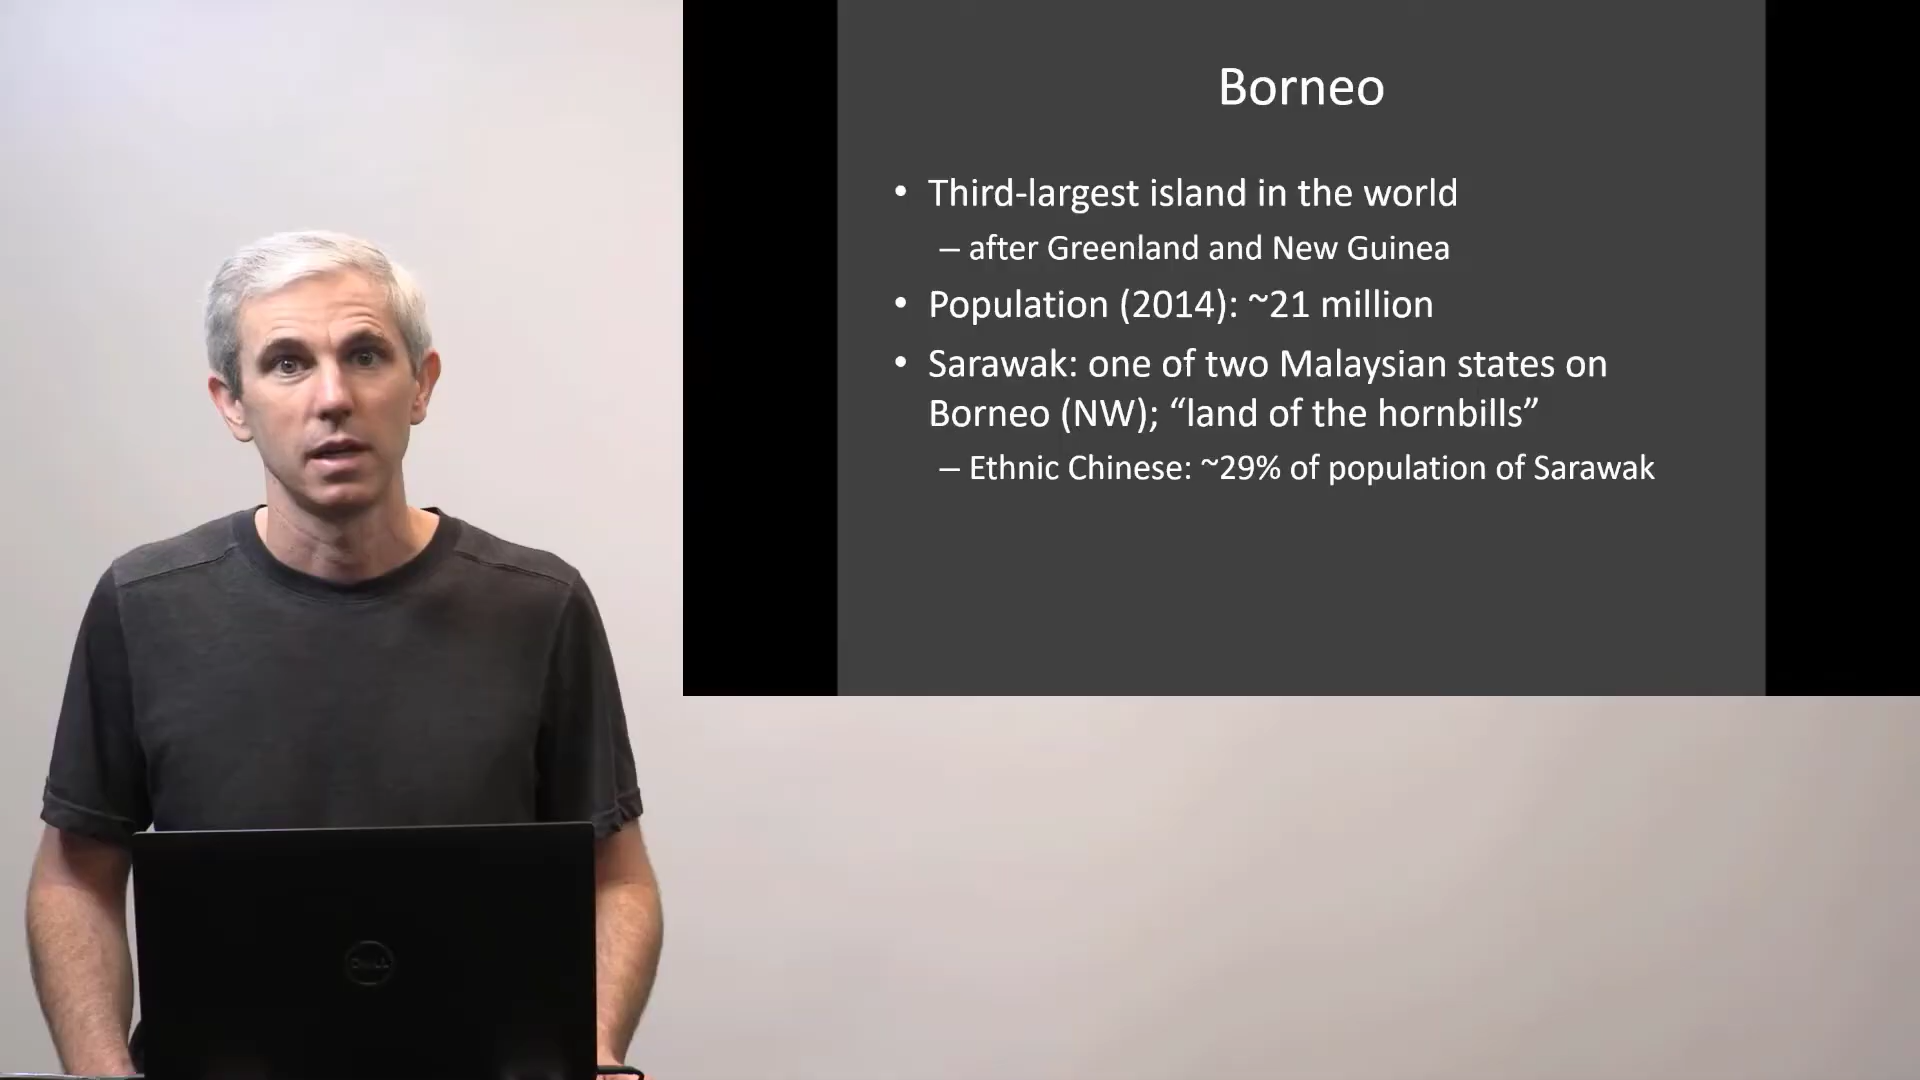 Borneo
• Third-largest island in the world
– after Greenland and New Guinea
• Population (2014): ~21 million
• Sarawak: one of two Malaysian states on
Borneo (NW); “land of the hornbills”
– Ethnic Chinese: ~29% of population of Sarawak
DELL